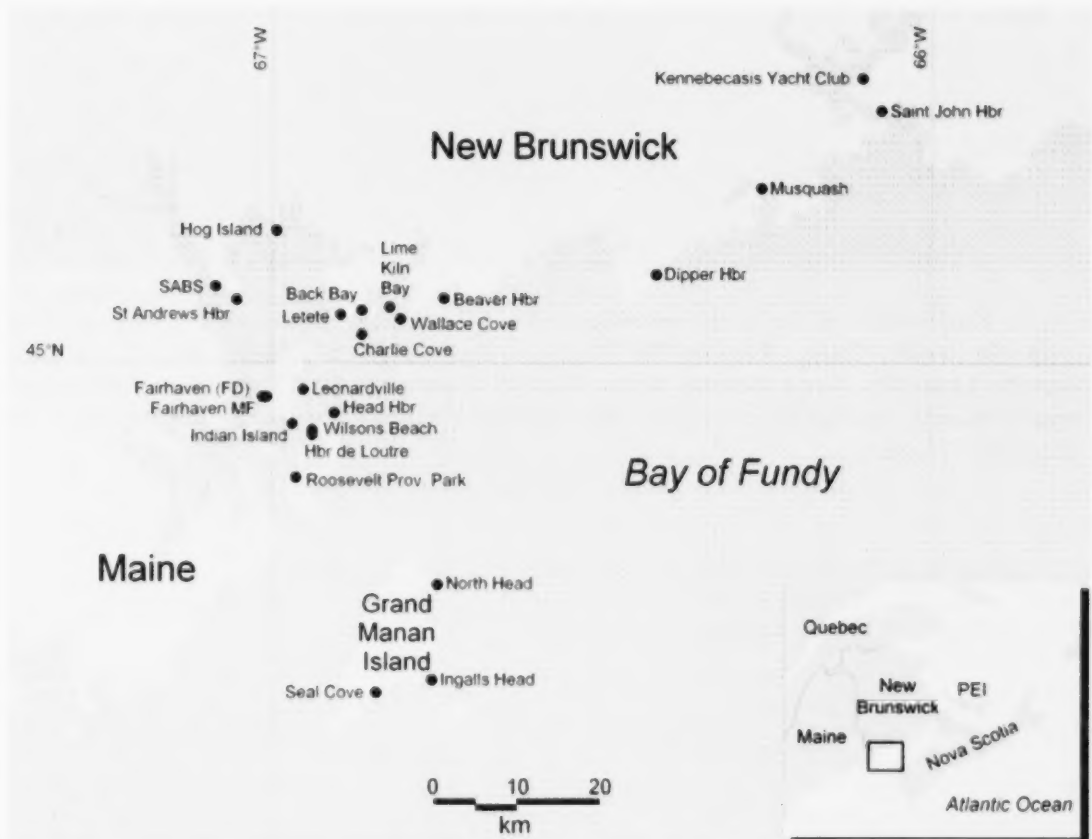 67°W
66°W
Kennebecasis Yacht Club
Saint John Hbr
New Brunswick
Musquash
Hog Island
Lime
Kiln
Bay
Dipper Hbr
SABS
St Andrews Hbr
Back Bay
Beaver Hbr
Letete
Wallace Cove
Charlie Cove
45°N
Fairhaven (FD)
Leonardville
Fairhaven MF
Head Hbr
Indian Island
Wilsons Beach
Hbr de Loutre
Roosevelt Prov. Park
Bay of Fundy
Maine
North Head
Grand
Manan
Island
Ingalls Head
Seal Cove
0 10 20
km
Quebec
New
Brunswick
PEI
Maine
Nova Scotia
Atlantic Ocean